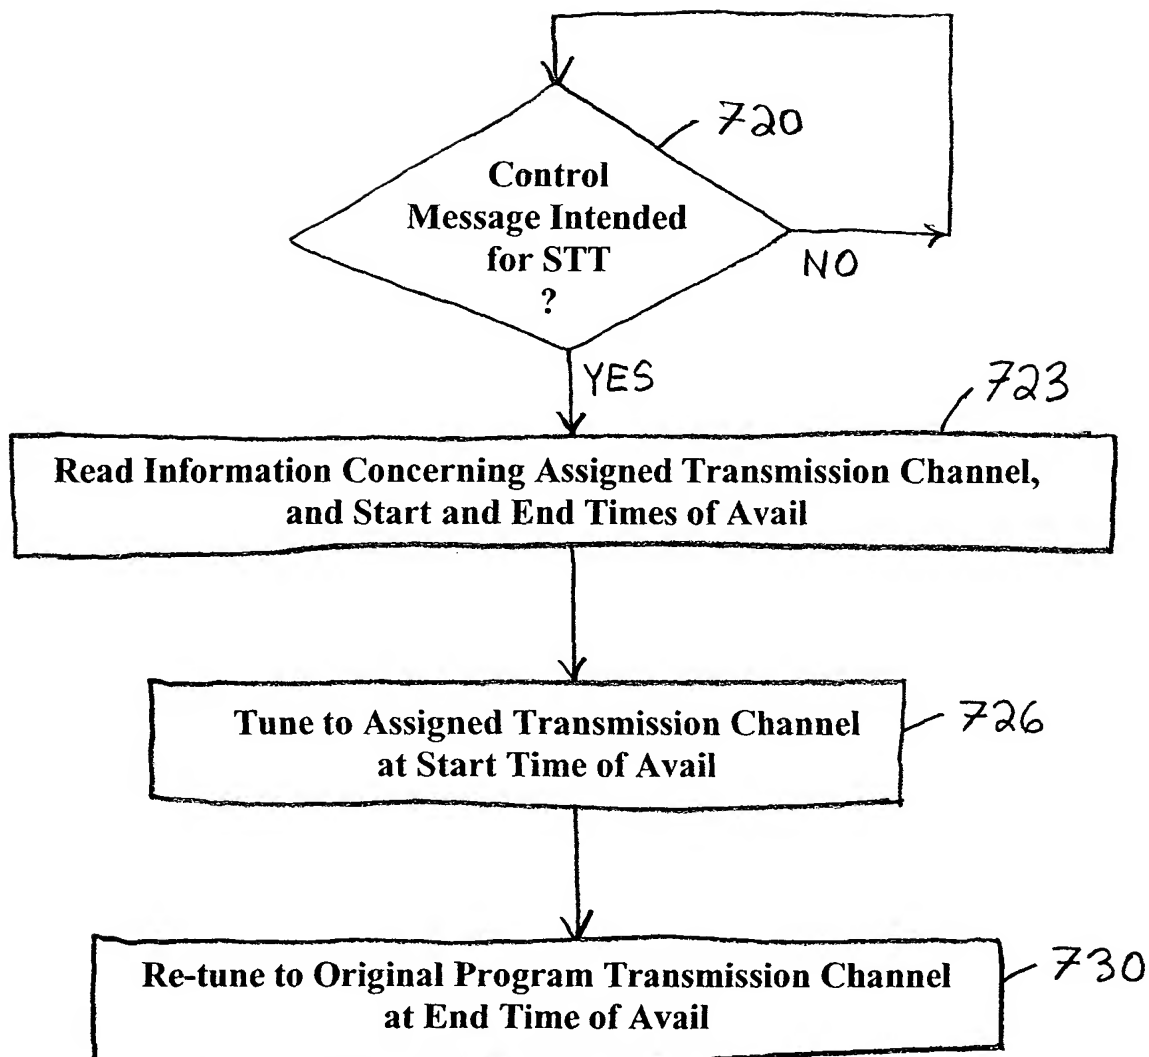 720
Control
Message Intended
for STT
?
NO
YES
723
Read Information Concerning Assigned Transmission Channel,
and Start and End Times of Avail
Tune to Assigned Transmission Channel
at Start Time of Avail
726
Re-tune to Original Program Transmission Channel
at End Time of Avail
730